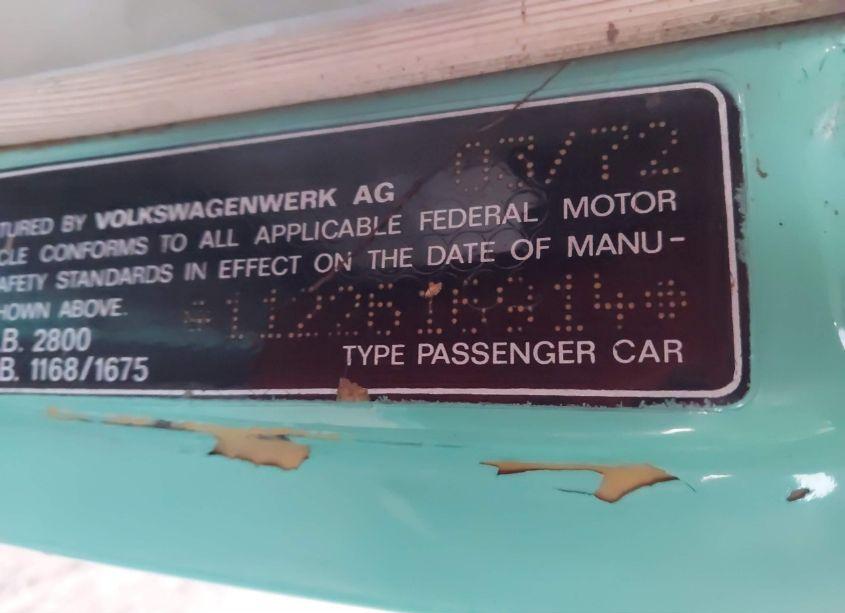 03/72
TURED BY VOLKSWAGENWERK AG
CLE CONFORMS TO ALL APPLICABLE FEDERAL MOTOR
AFETY STANDARDS IN EFFECT ON THE DATE OF MANU-
HOWN ABOVE.
.B. 2800
B. 1168/1675
TYPE PASSENGER CAR